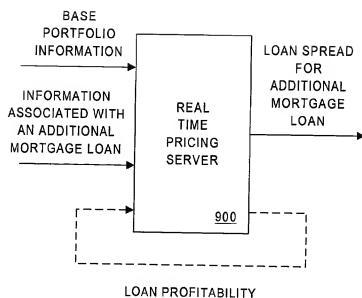 BASE
PORTFOLIO
INFORMATION
INFORMATION
ASSOCIATED WITH
AN ADDITIONAL
MORTGAGE LOAN
REAL
TIME
PRICING
SERVER
900
LOAN SPREAD
FOR
ADDITIONAL
MORTGAGE
LOAN
LOAN PROFITABILITY